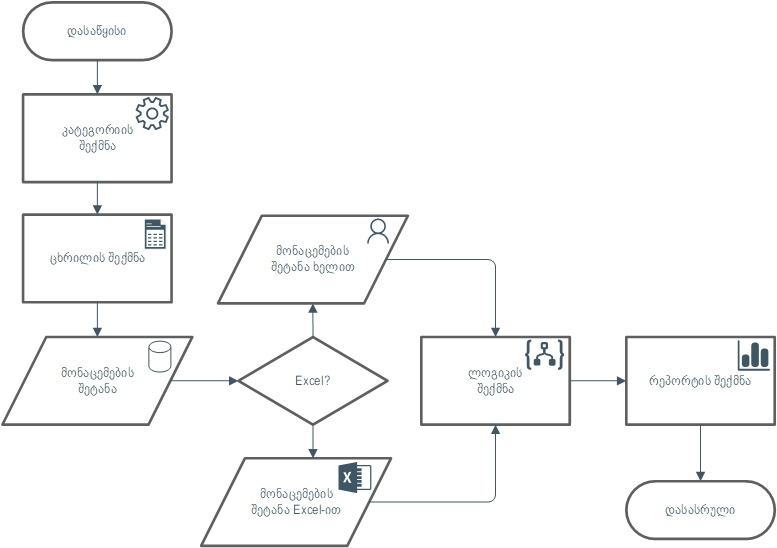 დასაწყისი
კატეგორიის
შექმნა
ცხრილის შექმნა
მონაცემების
შეტანა
Excel?
მონაცემების
შეტანა ხელით
მონაცემების
შეტანა Excel-ით
ლოგიკის
შექმნა
რეპორტის შექმნა
დასასრული